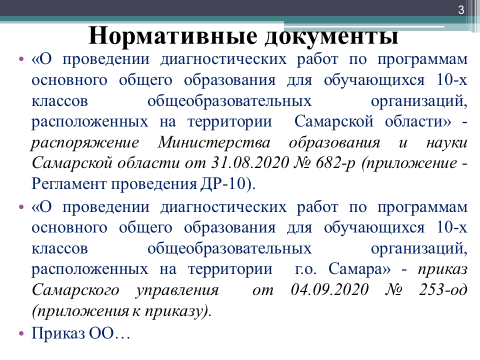 3
Нормативные документы
• «О проведении диагностических работ по программам
основного общего образования для обучающихся 10-х
классов общеобразовательных организаций,
расположенных на территории Самарской области» -
распоряжение Министерства образования и науки
Самарской области от 31.08.2020 № 682-р (приложение -
Регламент проведения ДР-10).
• «О проведении диагностических работ по программам
основного общего образования для обучающихся 10-х
классов общеобразовательных организаций,
расположенных на территории г.о. Самара» - приказ
Самарского управления от 04.09.2020 № 253-од
(приложения к приказу).
• Приказ ОО…